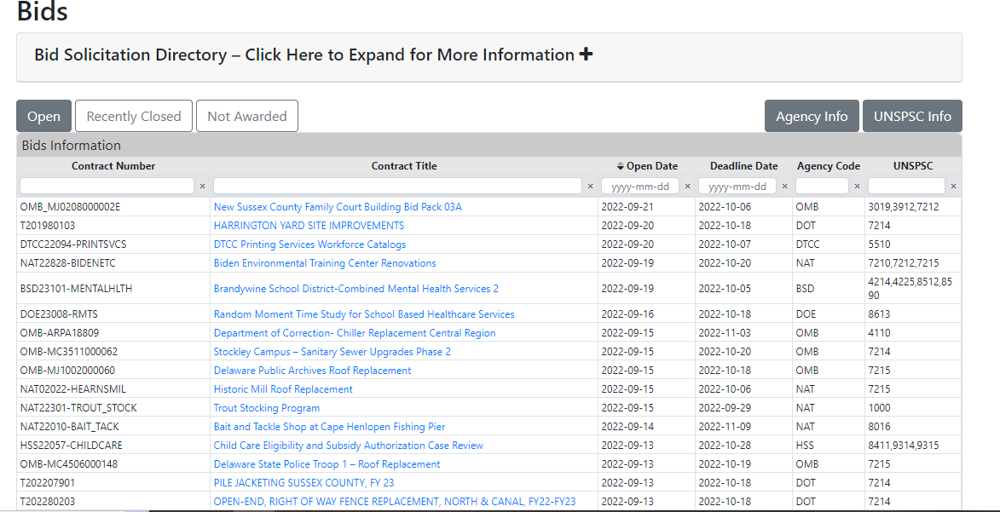 Bids
Bid Solicitation Directory – Click Here to Expand for More Information +
Open Recently Closed Not Awarded Agency Info UNSPSC Info
Bids Information
Contract Number Contract Title Open Date Deadline Date Agency Code UNSPSC
× × yyyy-mm-dd × yyyy-mm-dd × × ×
OMB_MJ0208000002E New Sussex County Family Court Building Bid Pack 03A 2022-09-21 2022-10-06 OMB 3019,3912,7212
T201980103 HARRINGTON YARD SITE IMPROVEMENTS 2022-09-20 2022-10-18 DOT 7214
DTCC22094-PRINTSVCS DTCC Printing Services Workforce Catalogs 2022-09-20 2022-10-07 DTCC 5510
NAT22828-BIDENETC Biden Environmental Training Center Renovations 2022-09-19 2022-10-20 NAT 7210,7212,7215
BSD23101-MENTALHLTH Brandywine School District-Combined Mental Health Services 2 2022-09-19 2022-10-05 BSD 4214,4225,8512,85
90
DOE23008-RMTS Random Moment Time Study for School Based Healthcare Services 2022-09-16 2022-10-18 DOE 8613
OMB-ARPA18809 Department of Correction- Chiller Replacement Central Region 2022-09-15 2022-11-03 OMB 4110
OMB-MC3511000062 Stockley Campus – Sanitary Sewer Upgrades Phase 2 2022-09-15 2022-10-20 OMB 7214
OMB-MJ1002000060 Delaware Public Archives Roof Replacement 2022-09-15 2022-10-18 OMB 7215
NAT02022-HEARNSMIL Historic Mill Roof Replacement 2022-09-15 2022-10-06 NAT 7215
NAT22301-TROUT_STOCK Trout Stocking Program 2022-09-15 2022-09-29 NAT 1000
NAT22010-BAIT_TACK Bait and Tackle Shop at Cape Henlopen Fishing Pier 2022-09-14 2022-11-09 NAT 8016
HSS22057-CHILDCARE Child Care Eligibility and Subsidy Authorization Case Review 2022-09-13 2022-10-28 HSS 8411,9314,9315
OMB-MC4506000148 Delaware State Police Troop 1 – Roof Replacement 2022-09-13 2022-10-19 OMB 7215
T202207901 PILE JACKETING SUSSEX COUNTY, FY 23 2022-09-13 2022-10-18 DOT 7214
T202280203 OPEN-END, RIGHT OF WAY FENCE REPLACEMENT, NORTH & CANAL, FY22-FY23 2022-09-13 2022-10-18 DOT 7214